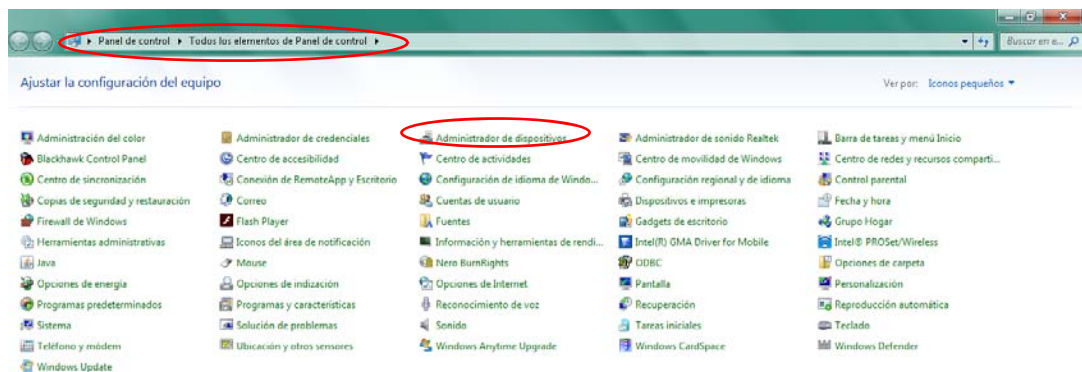 Panel de control ▸ Todos los elementos de Panel de control ▸
Buscar en e...
Ajustar la configuración del equipo
Ver por: Iconos pequeños
Administración del color
Administrador de credenciales
Administrador de dispositivos
Administrador de sonido Realtek
Barra de tareas y menú Inicio
Blackhawk Control Panel
Centro de accesibilidad
Centro de actividades
Centro de movilidad de Windows
Centro de redes y recursos comparti...
Centro de sincronización
Conexión de RemoteApp y Escritorio
Configuración de idioma de Windo...
Configuración regional y de idioma
Control parental
Copias de seguridad y restauración
Correo
Cuentas de usuario
Dispositivos e impresoras
Fecha y hora
Firewall de Windows
Flash Player
Fuentes
Gadgets de escritorio
Grupo Hogar
Herramientas administrativas
Iconos del área de notificación
Información y herramientas de rendi...
Intel(R) GMA Driver for Mobile
Intel® PROSet/Wireless
Java
Mouse
Nero BurnRights
ODBC
Opciones de carpeta
Opciones de energía
Opciones de indización
Opciones de Internet
Pantalla
Personalización
Programas predeterminados
Programas y características
Reconocimiento de voz
Recuperación
Reproducción automática
Sistema
Solución de problemas
Sonido
Tareas iniciales
Teclado
Teléfono y módem
Ubicación y otros sensores
Windows Anytime Upgrade
Windows CardSpace
Windows Defender
Windows Update